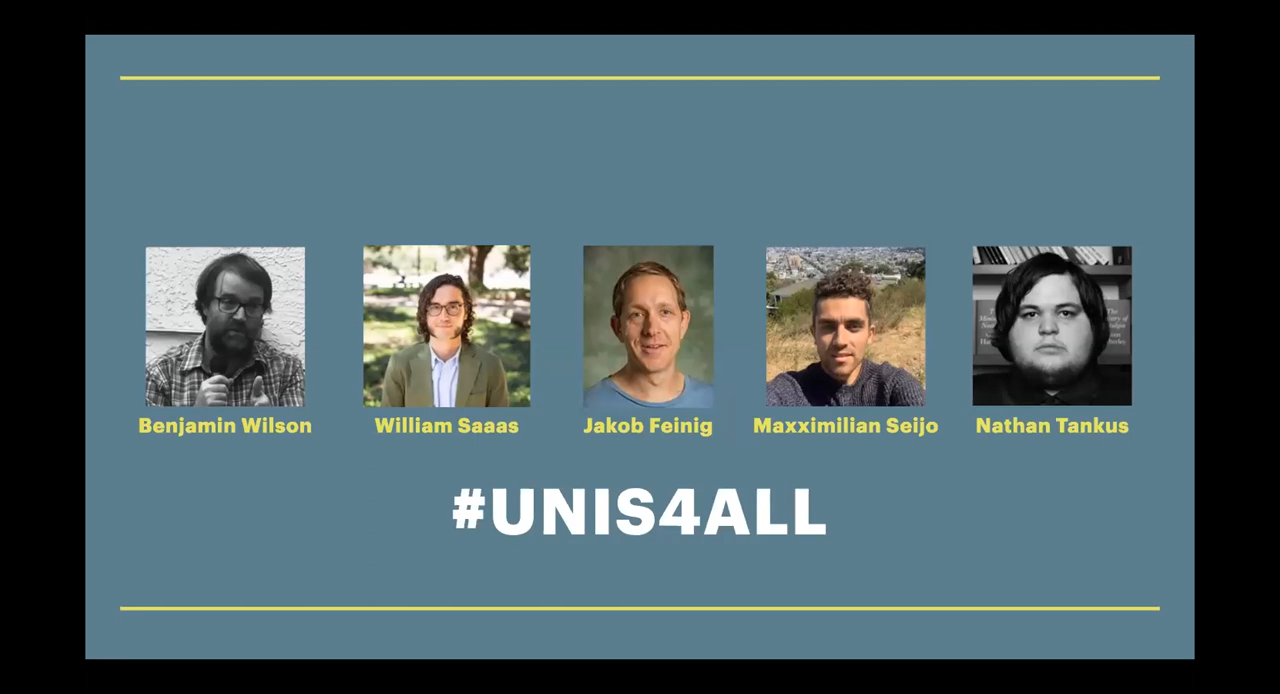 Benjamin Wilson
William Saaas
Jakob Feinig
Maxximilian Seijo
Nathan Tankus
#UNIS4ALL